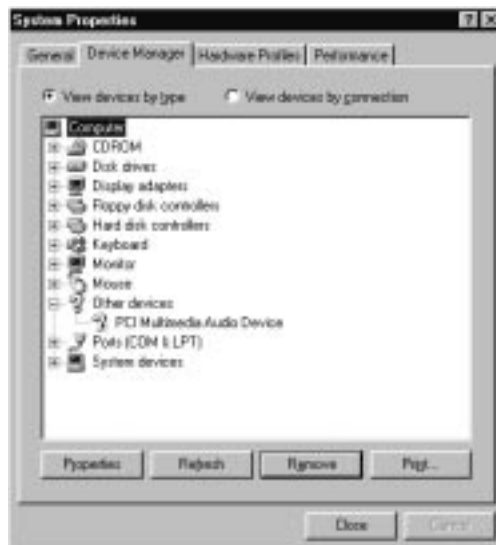 System Properties
General Device Manager Hardware Profiles Performance
View devices by type View devices by connection
Computer
CDROM
Disk drives
Display adapters
Floppy disk controllers
Hard disk controllers
Keyboard
Monitor
Mouse
Other devices
PCI Multimedia Audio Device
Ports (COM & LPT)
System devices
Properties Refresh Remove Print...
Close Cancel